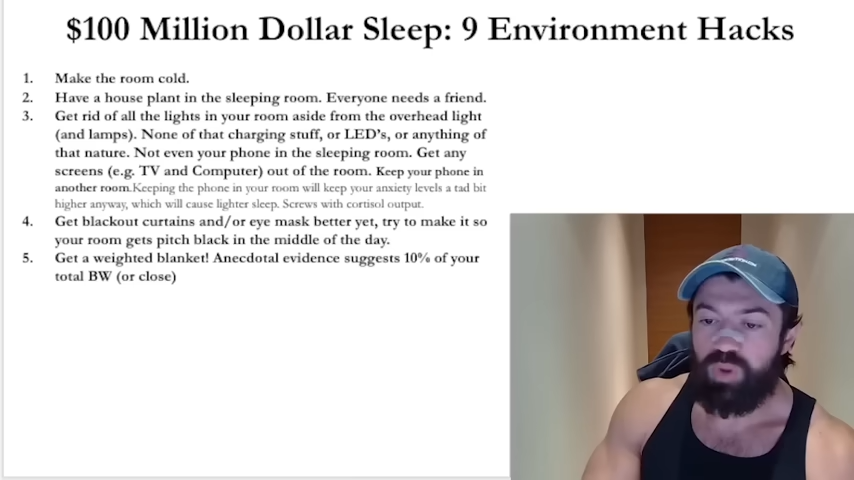 $100 Million Dollar Sleep: 9 Environment Hacks
1. Make the room cold.
2. Have a house plant in the sleeping room. Everyone needs a friend.
3. Get rid of all the lights in your room aside from the overhead light
(and lamps). None of that charging stuff, or LED's, or anything of
that nature. Not even your phone in the sleeping room. Get any
screens (e.g. TV and Computer) out of the room. Keep your phone in
another room.Keeping the phone in your room will keep your anxiety levels a tad bit
higher anyway, which will cause lighter sleep. Screws with cortisol output.
4. Get blackout curtains and/or eye mask better yet, try to make it so
your room gets pitch black in the middle of the day.
5. Get a weighted blanket! Anecdotal evidence suggests 10% of your
total BW (or close)